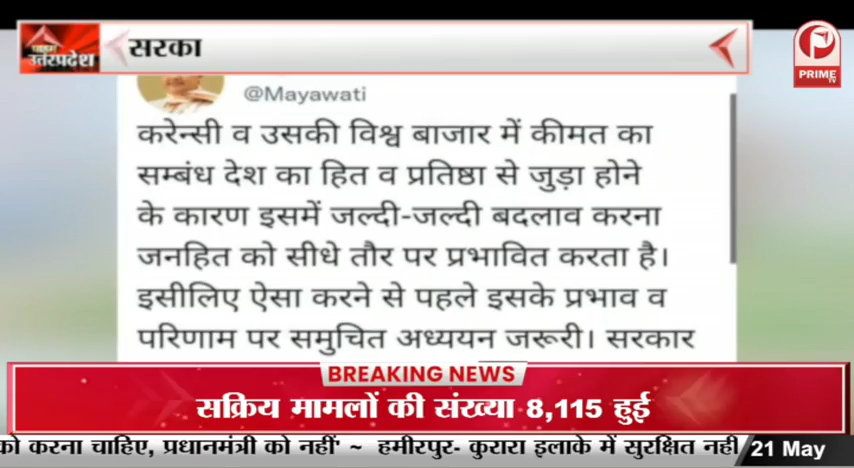 प्राइम
उत्तरप्रदेश
सरका
PRIME
TV
@Mayawati
करेन्सी व उसकी विश्व बाजार में कीमत का
सम्बंध देश का हित व प्रतिष्ठा से जुड़ा होने
के कारण इसमें जल्दी-जल्दी बदलाव करना
जनहित को सीधे तौर पर प्रभावित करता है।
इसीलिए ऐसा करने से पहले इसके प्रभाव व
परिणाम पर समुचित अध्ययन जरूरी। सरकार
BREAKING NEWS
सक्रिय मामलों की संख्या 8,115 हुई
को करना चाहिए, प्रधानमंत्री को नहीं' ~ हमीरपुर- कुरारा इलाके में सुरक्षित नही
21 May